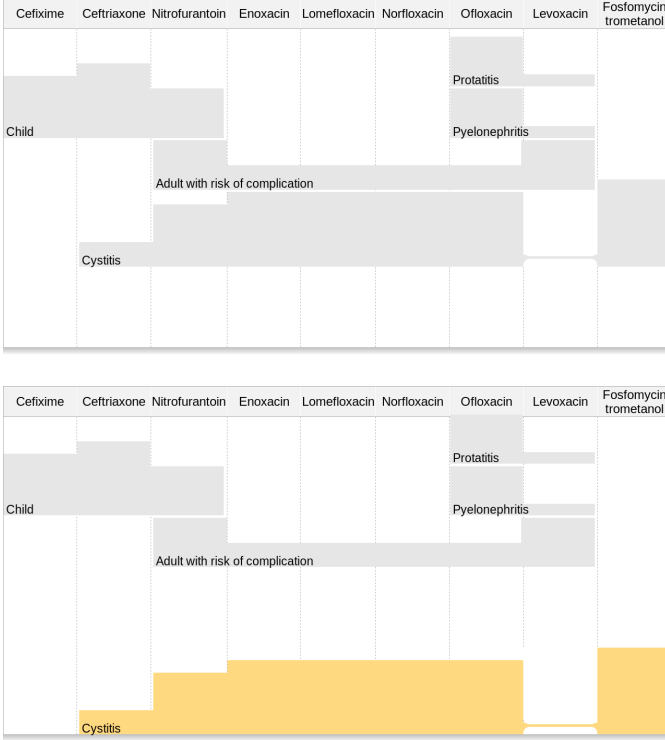 Cefixime Ceftriaxone Nitrofurantoin Enoxacin Lomefloxacin Norfloxacin Ofloxacin Levoxacin Fosfomycin
trometanol
Protatitis
Child Pyelonephritis
Adult with risk of complication
Cystitis
Cefixime Ceftriaxone Nitrofurantoin Enoxacin Lomefloxacin Norfloxacin Ofloxacin Levoxacin Fosfomycin
trometanol
Protatitis
Child Pyelonephritis
Adult with risk of complication
Cystitis